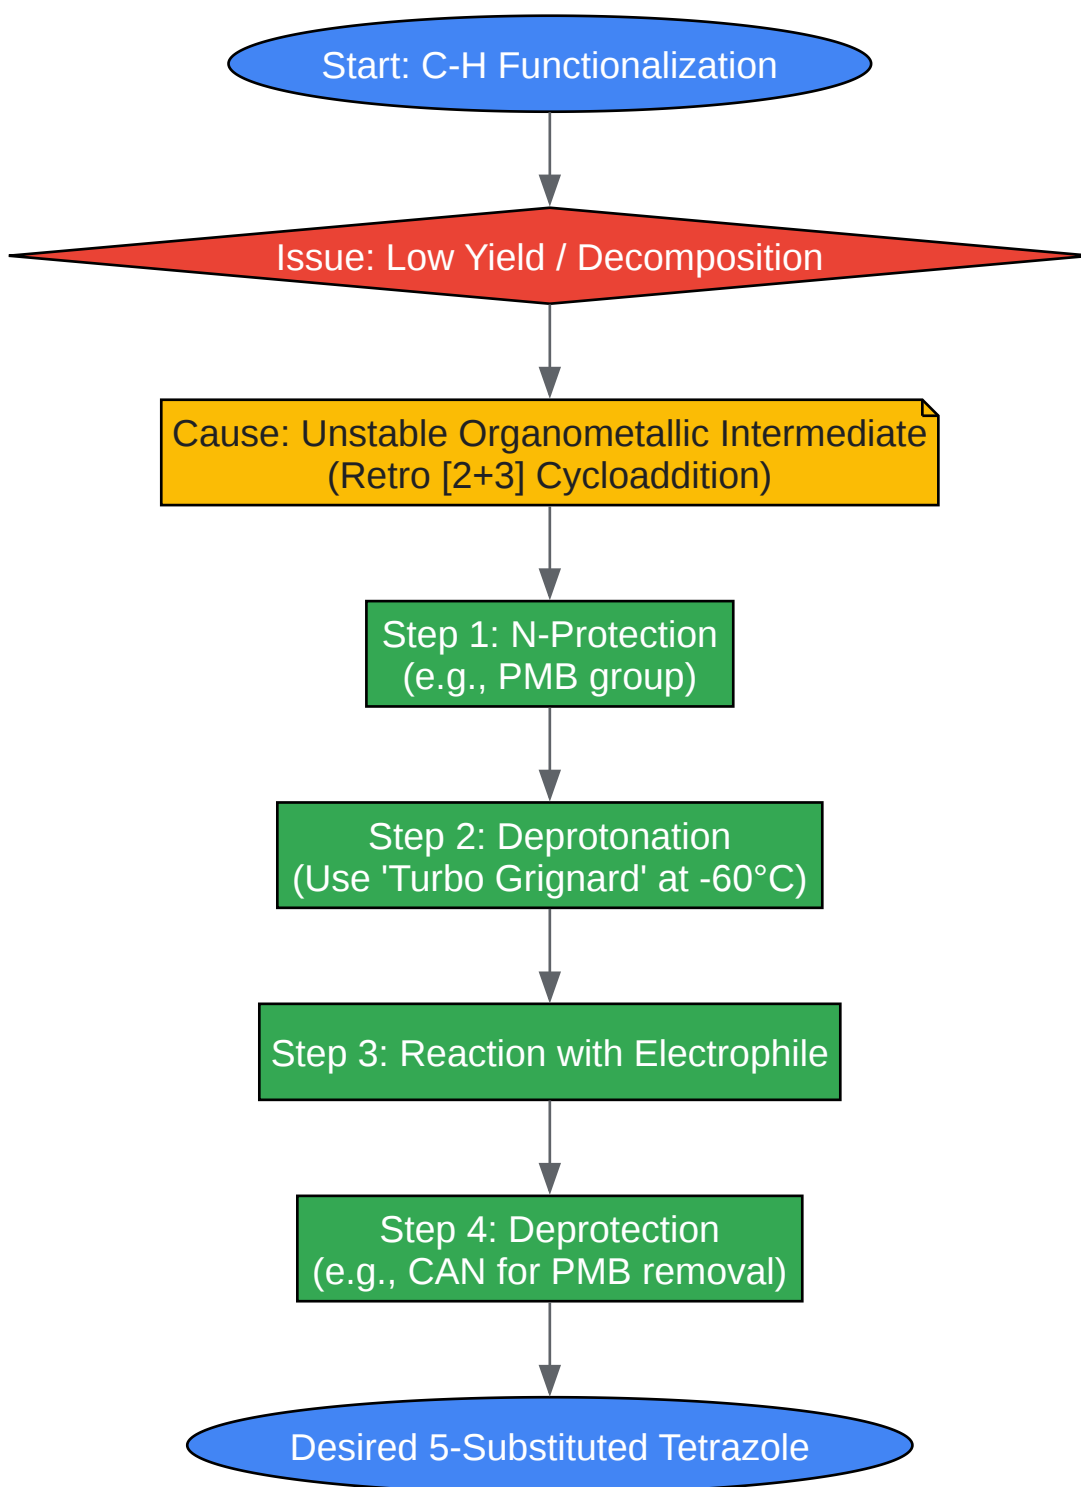 Start: C-H Functionalization
Issue: Low Yield / Decomposition
Cause: Unstable Organometallic Intermediate
(Retro [2+3] Cycloaddition)
Step 1: N-Protection
(e.g., PMB group)
Step 2: Deprotonation
(Use 'Turbo Grignard' at -60°C)
Step 3: Reaction with Electrophile
Step 4: Deprotection
(e.g., CAN for PMB removal)
Desired 5-Substituted Tetrazole